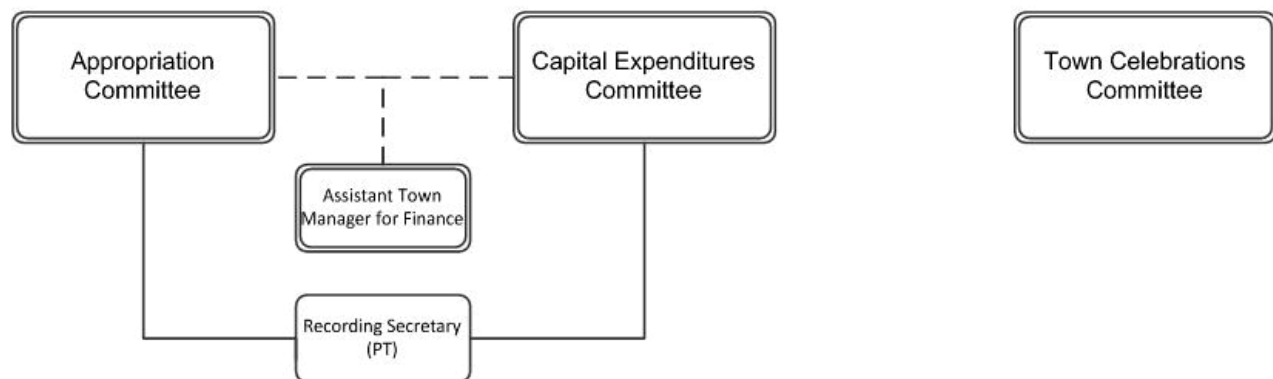 Appropriation
Committee
Capital Expenditures
Committee
Town Celebrations
Committee
Assistant Town
Manager for Finance
Recording Secretary
(PT)